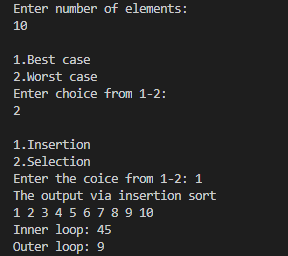 Enter number of elements:
10
1.Best case
2.Worst case
Enter choice from 1-2:
2
1.Insertion
2.Selection
Enter the coice from 1-2: 1
The output via insertion sort
1 2 3 4 5 6 7 8 9 10
Inner loop: 45
Outer loop: 9